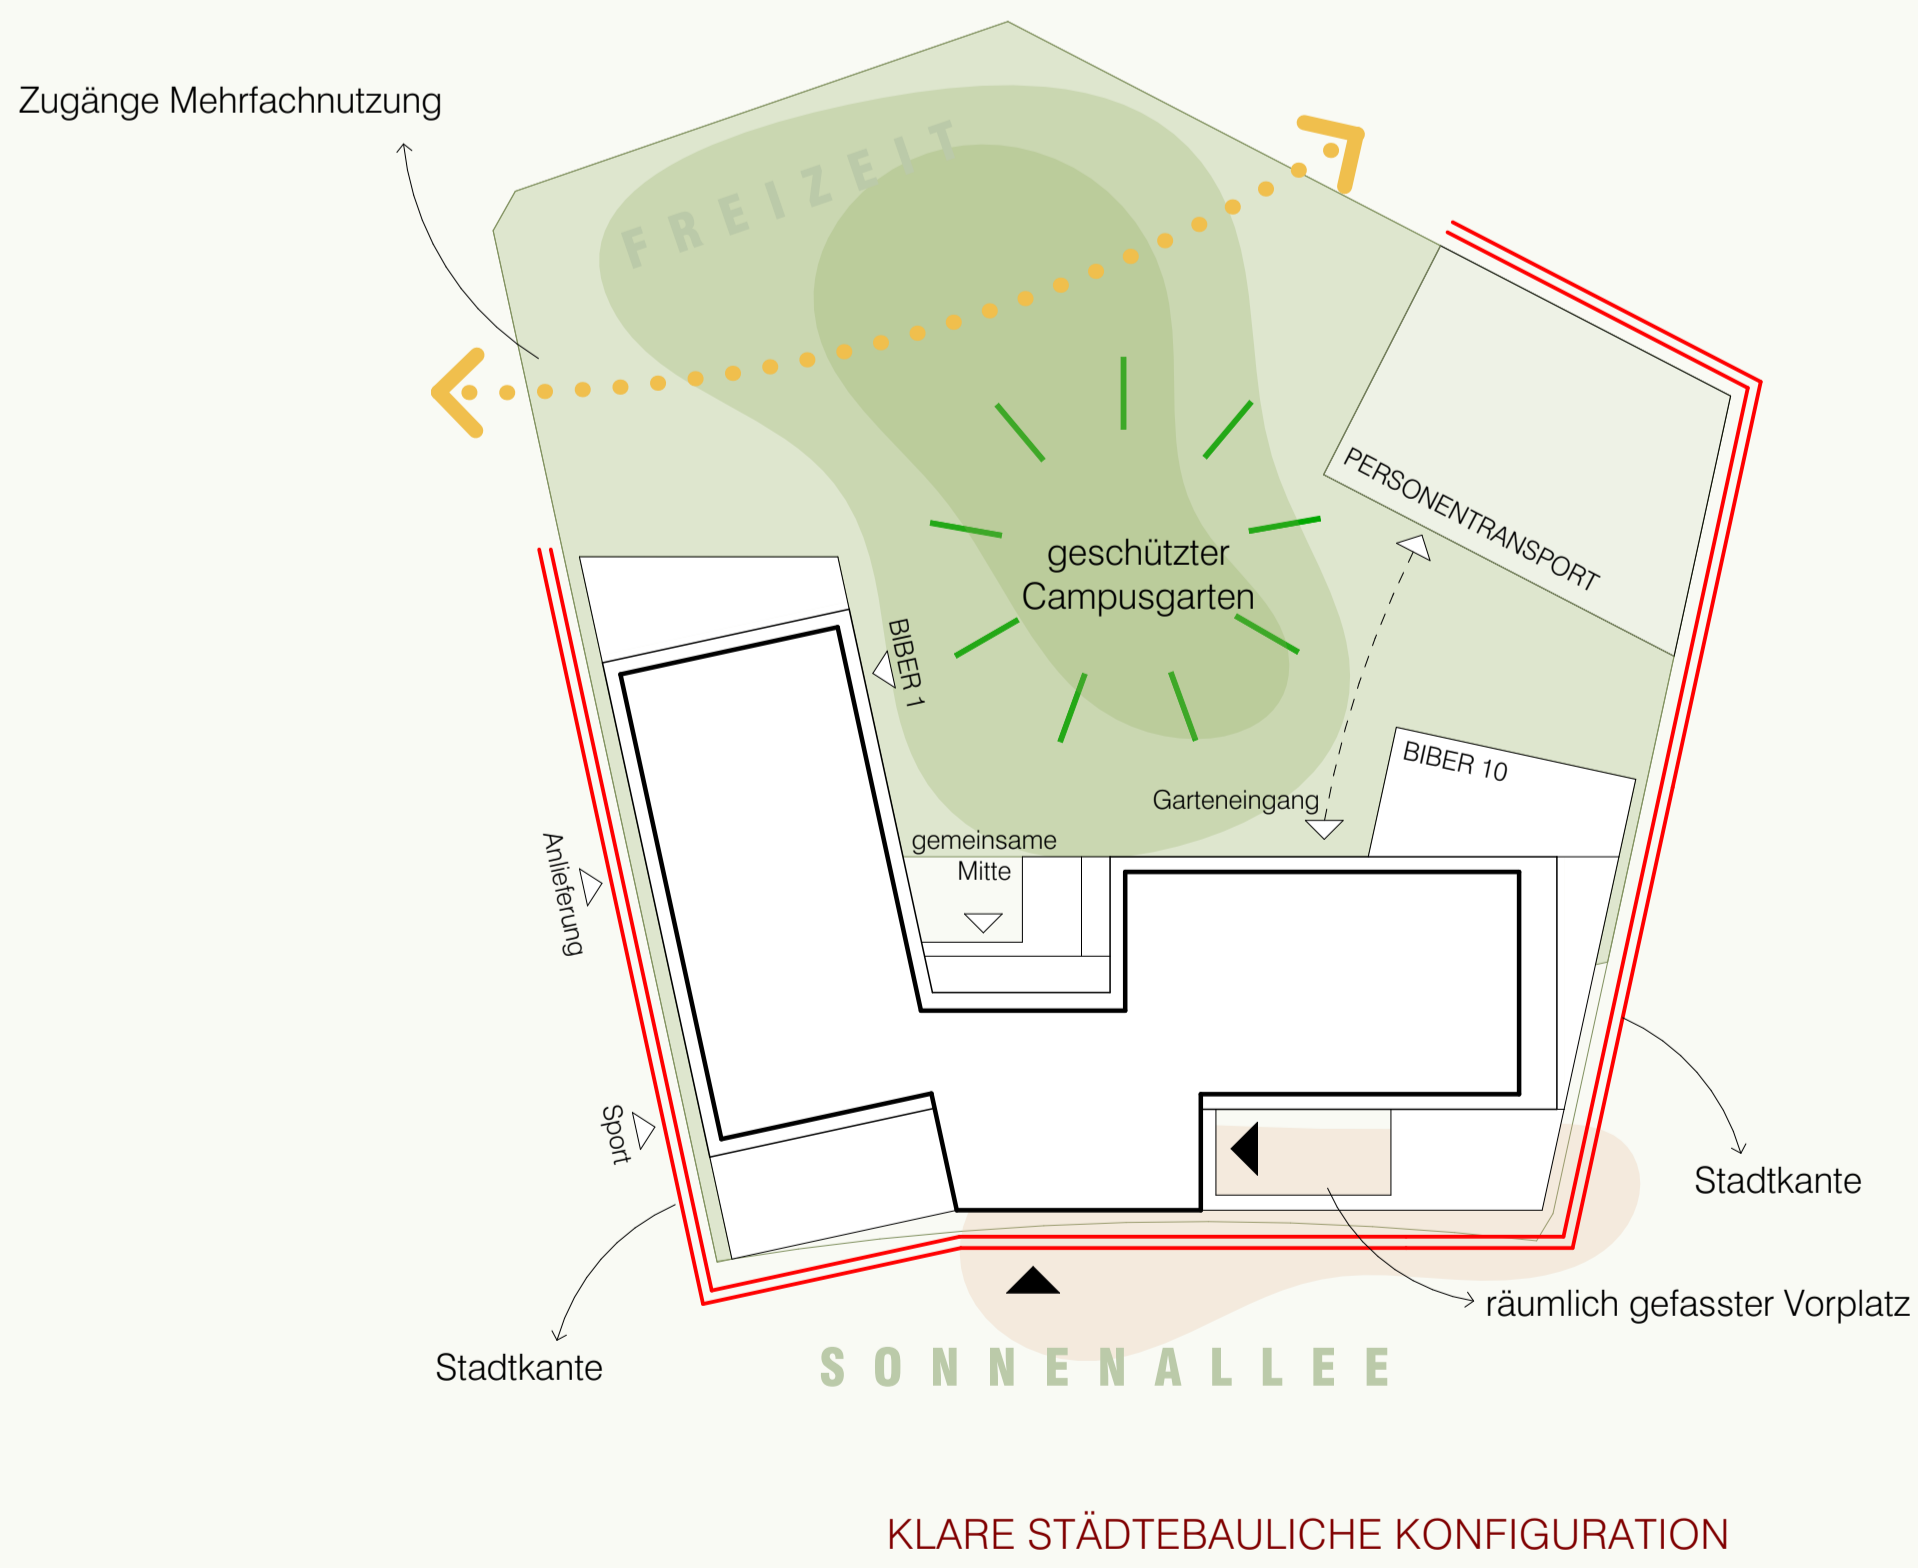 Zugänge Mehrfachnutzung
FREIZEIT
PERSONENTRANSPORT
geschützter
Campusgarten
BIBER 1
BIBER 10
Garteneingang
gemeinsame
Mitte
Anlieferung
Sport
Stadtkante
räumlich gefasster Vorplatz
Stadtkante
SONNENALLEE
KLARE STÄDTEBAULICHE KONFIGURATION